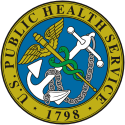 U.S. PUBLIC HEALTH SERVICE
• 1798 •